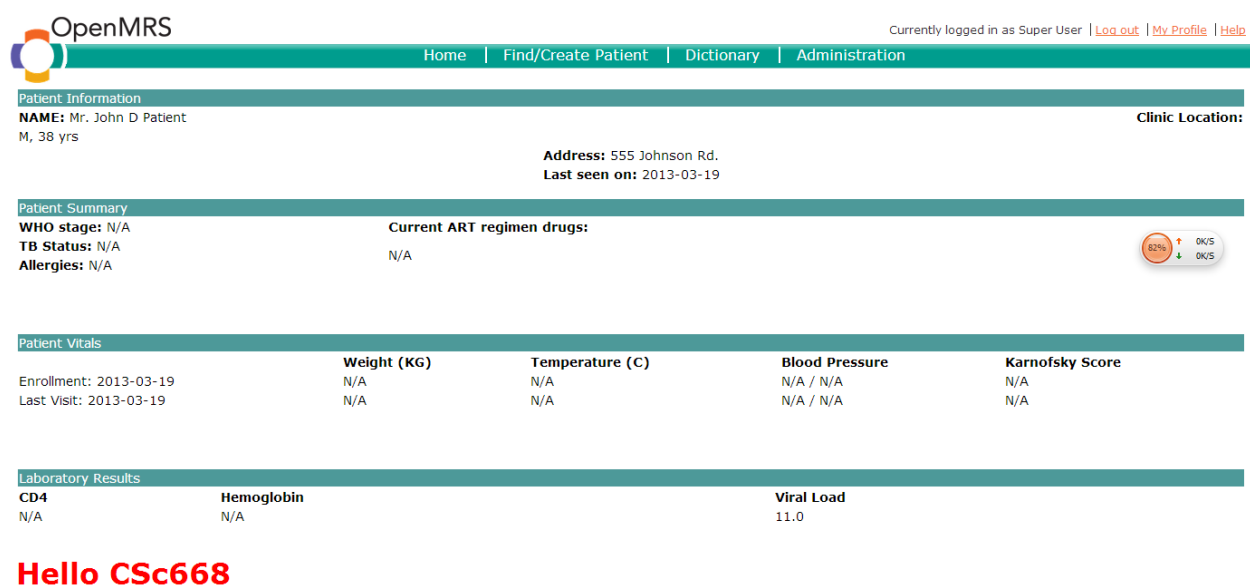 OpenMRS
Currently logged in as Super User | Log out | My Profile | Help
Home | Find/Create Patient | Dictionary | Administration
Patient Information
NAME: Mr. John D Patient Clinic Location:
M, 38 yrs
Address: 555 Johnson Rd.
Last seen on: 2013-03-19
Patient Summary
WHO stage: N/A Current ART regimen drugs:
TB Status: N/A
N/A
Allergies: N/A
82% ↑ 0K/S
↓ 0K/S
Patient Vitals
Weight (KG) Temperature (C) Blood Pressure Karnofsky Score
Enrollment: 2013-03-19 N/A N/A N/A / N/A N/A
Last Visit: 2013-03-19 N/A N/A N/A / N/A N/A
Laboratory Results
CD4 Hemoglobin Viral Load
N/A N/A 11.0
Hello CSc668